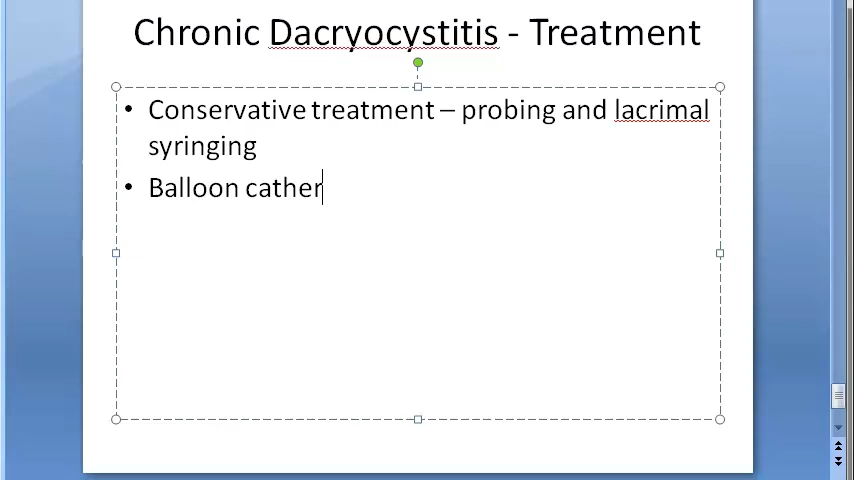 Chronic Dacryocystitis - Treatment
• Conservative treatment – probing and lacrimal
syringing
• Balloon cather